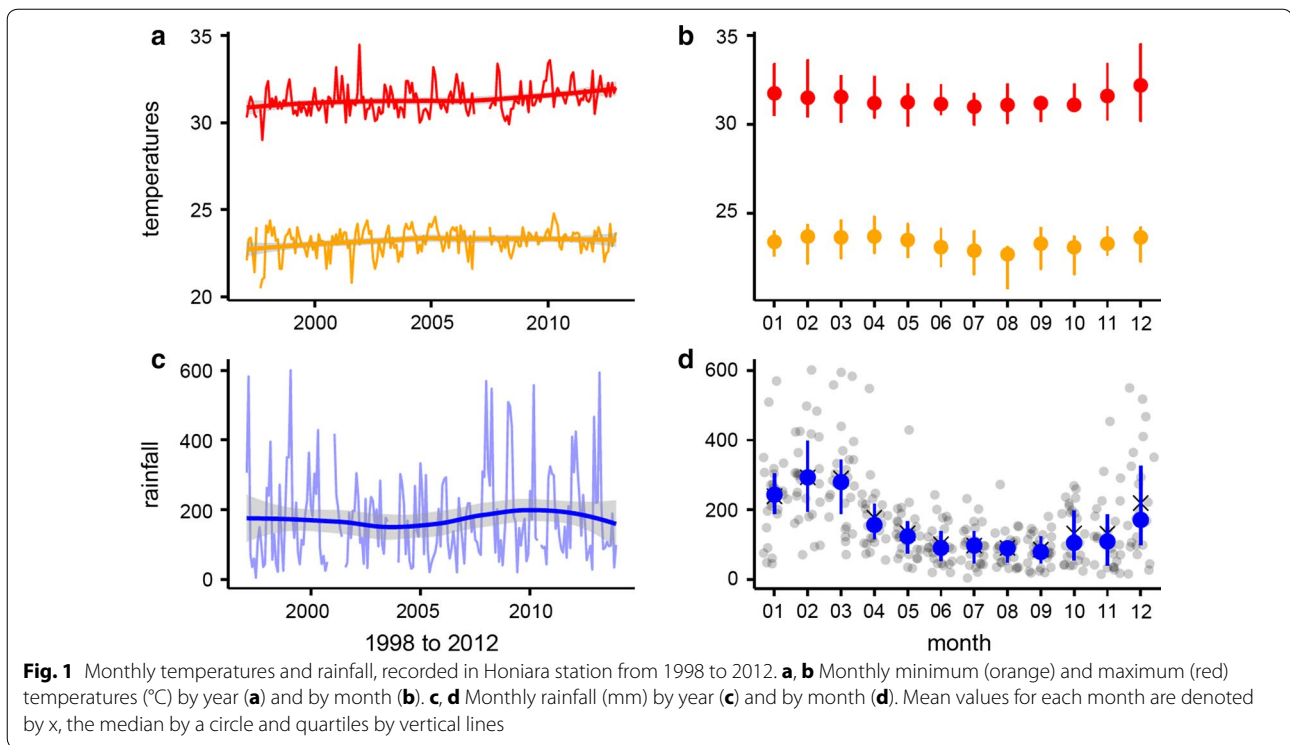 a
b
35
30
25
20
temperatures
2000
2005
2010
35
30
25
01 02 03 04 05 06 07 08 09 10 11 12
c
d
600
400
200
0
rainfall
2000
2005
2010
1998 to 2012
600
400
200
0
01 02 03 04 05 06 07 08 09 10 11 12
month
Fig. 1 Monthly temperatures and rainfall, recorded in Honiara station from 1998 to 2012. a, b Monthly minimum (orange) and maximum (red)
temperatures (°C) by year (a) and by month (b). c, d Monthly rainfall (mm) by year (c) and by month (d). Mean values for each month are denoted
by x, the median by a circle and quartiles by vertical lines